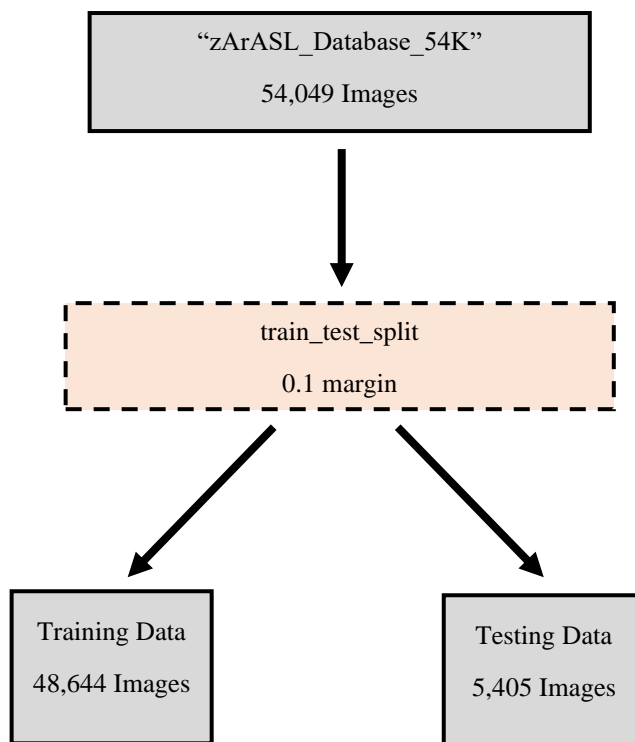 “zArASL_Database_54K”
54,049 Images
train_test_split
0.1 margin
Training Data
48,644 Images
Testing Data
5,405 Images